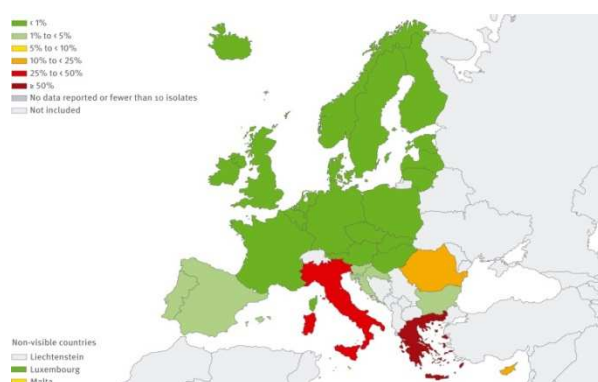 < 1%
1% to < 5%
5% to < 10%
10% to < 25%
25% to < 50%
≥ 50%
No data reported or fewer than 10 isolates
Not included
Non-visible countries
Liechtenstein
Luxembourg
Malta